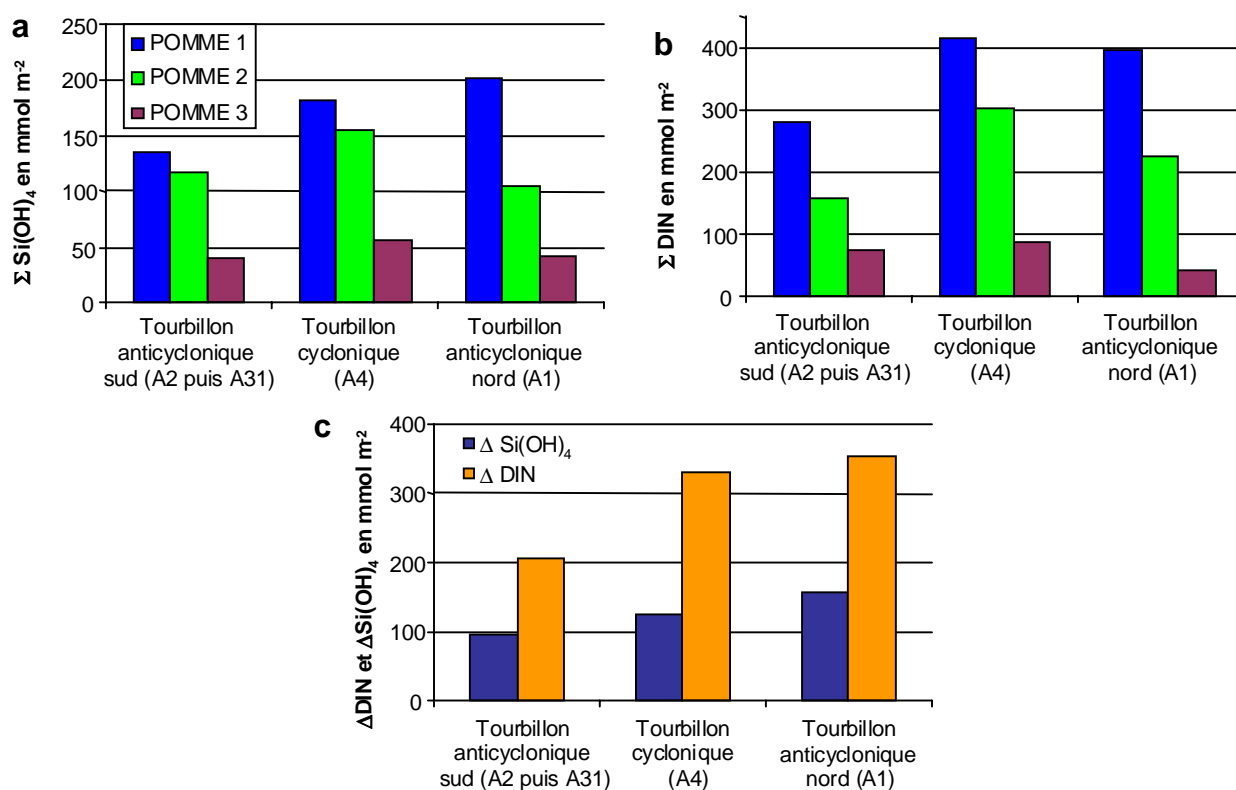 a
Σ Si(OH)₄ en mmol m⁻²
250
200
150
100
50
0
POMME 1
POMME 2
POMME 3
Tourbillon
anticyclonique
sud (A2 puis A31)
Tourbillon
cyclonique
(A4)
Tourbillon
anticyclonique
nord (A1)
b
Σ DIN en mmol m⁻²
400
300
200
100
0
Tourbillon
anticyclonique
sud (A2 puis A31)
Tourbillon
cyclonique
(A4)
Tourbillon
anticyclonique
nord (A1)
c
ΔDIN et ΔSi(OH)₄ en mmol m⁻²
400
300
200
100
0
Δ Si(OH)₄
Δ DIN
Tourbillon
anticyclonique
sud (A2 puis A31)
Tourbillon
cyclonique
(A4)
Tourbillon
anticyclonique
nord (A1)